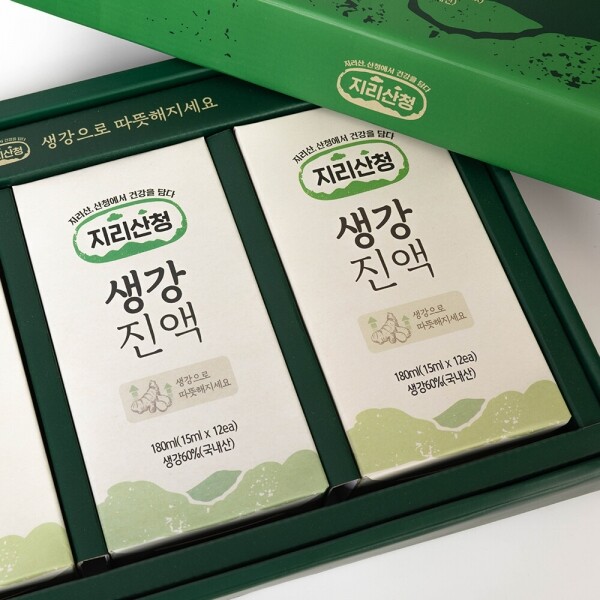 지리산, 산청에서 건강을 담다
지리산청
생강으로 따뜻해지세요
지리산, 산청에서 건강을 담다
지리산청
생강
진액
생강으로
따뜻해지세요
180ml(15ml x 12ea)
생강60%(국내산)
지리산, 산청에서 건강을 담다
지리산청
생강
진액
생강으로
따뜻해지세요
180ml(15ml x 12ea)
생강60%(국내산)